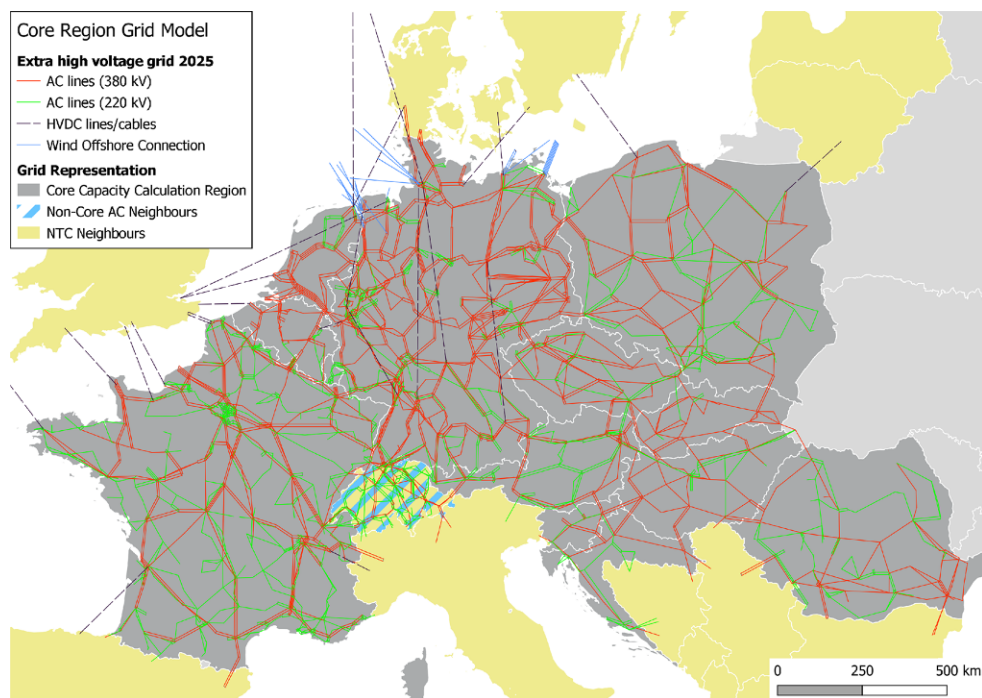 Core Region Grid Model
Extra high voltage grid 2025
AC lines (380 kV)
AC lines (220 kV)
HVDC lines/cables
Wind Offshore Connection
Grid Representation
Core Capacity Calculation Region
Non-Core AC Neighbours
NTC Neighbours
0 250 500 km